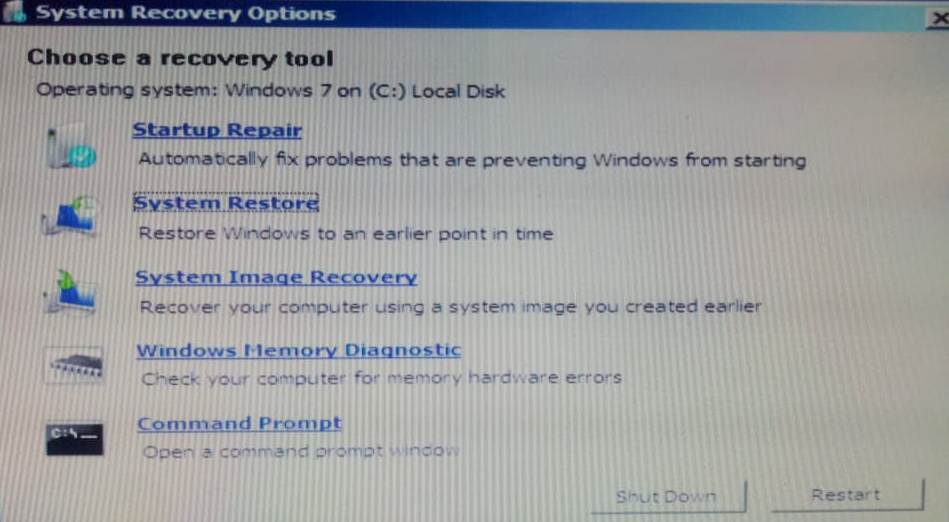 System Recovery Options
Choose a recovery tool
Operating system: Windows 7 on (C:) Local Disk
Startup Repair
Automatically fix problems that are preventing Windows from starting
System Restore
Restore Windows to an earlier point in time
System Image Recovery
Recover your computer using a system image you created earlier
Windows Memory Diagnostic
Check your computer for memory hardware errors
Command Prompt
C:\_
Open a command prompt window
Shut Down Restart